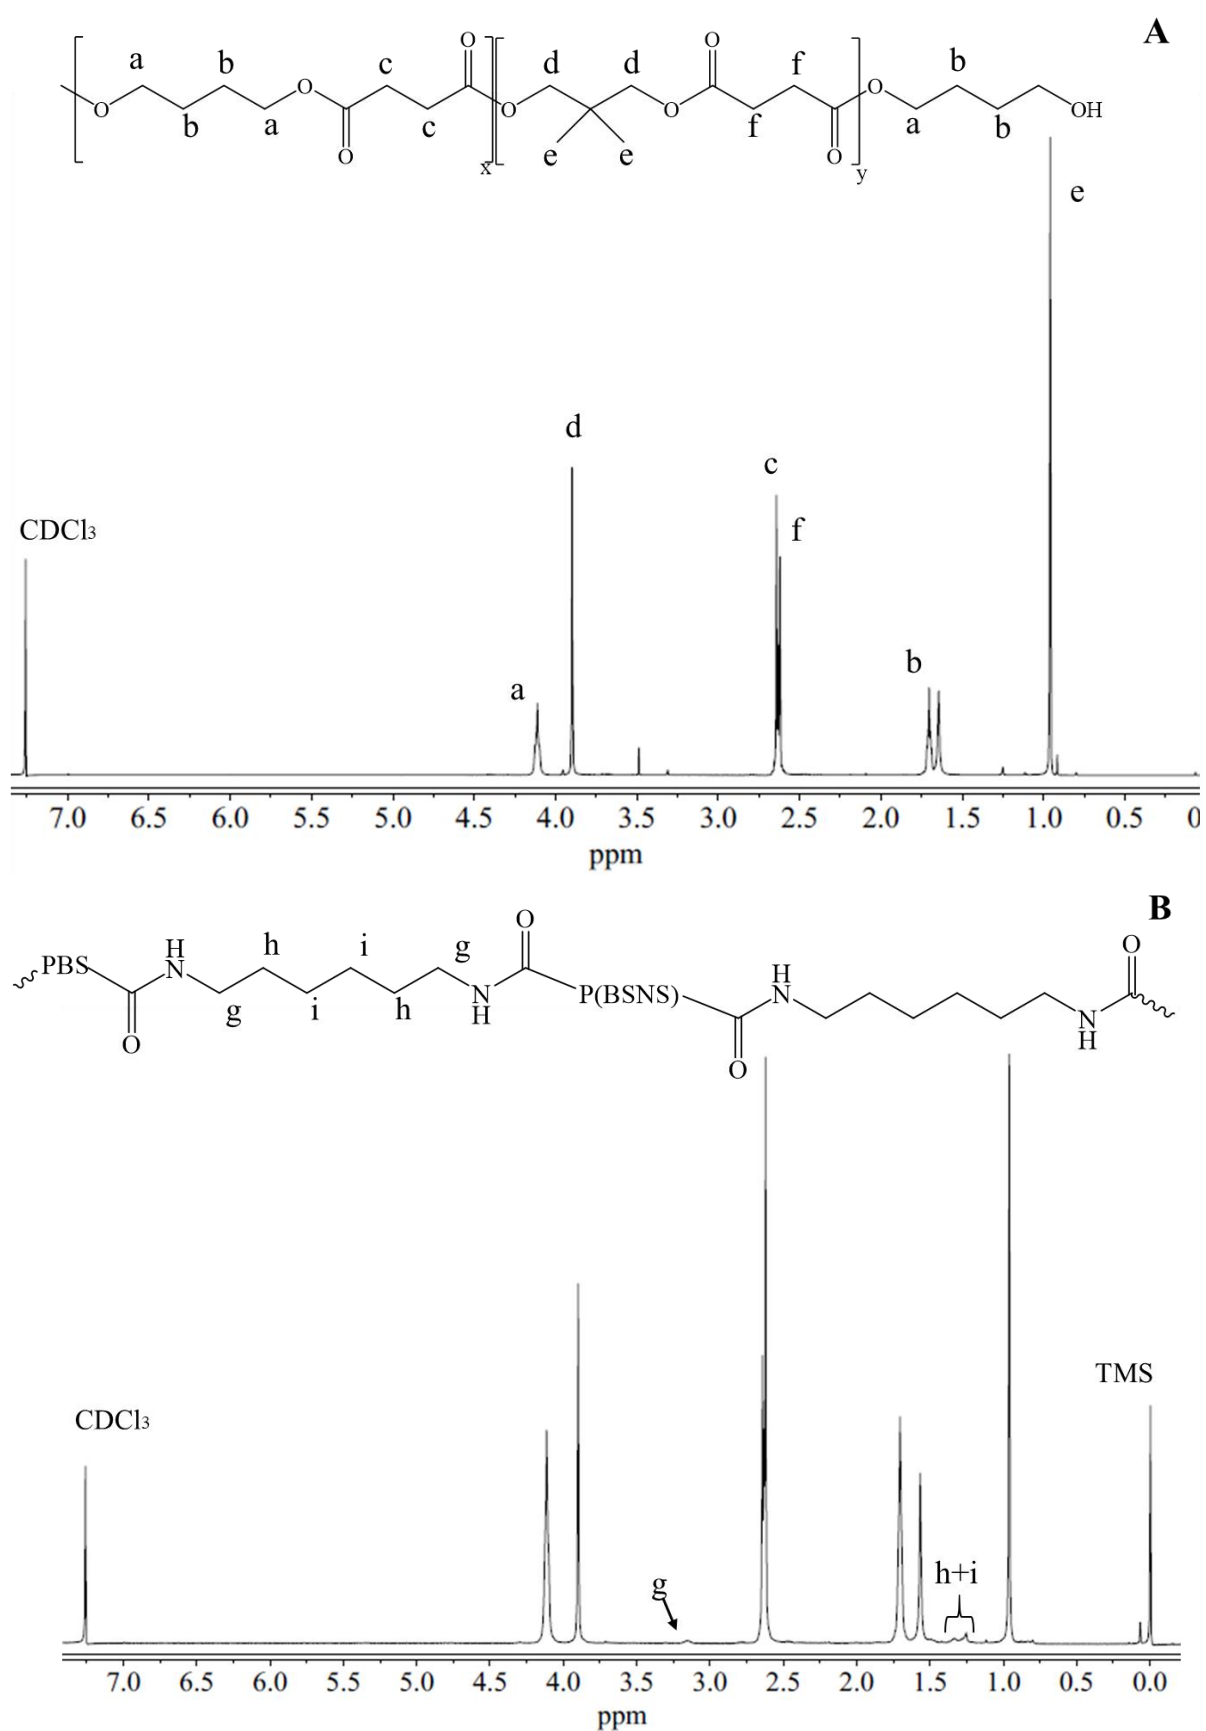 A
O O
a b c d d f b
O O O OH
b a c f a b
O e e O
x y
e
d
c
f
CDCl3
b
a
7.0 6.5 6.0 5.5 5.0 4.5 4.0 3.5 3.0 2.5 2.0 1.5 1.0 0.5 0
ppm
B
O
O
H h i g H
PBS N N
P(BSNS)
g i h N N
H H
O
O
TMS
CDCl3
h+i
g
7.0 6.5 6.0 5.5 5.0 4.5 4.0 3.5 3.0 2.5 2.0 1.5 1.0 0.5 0.0
ppm